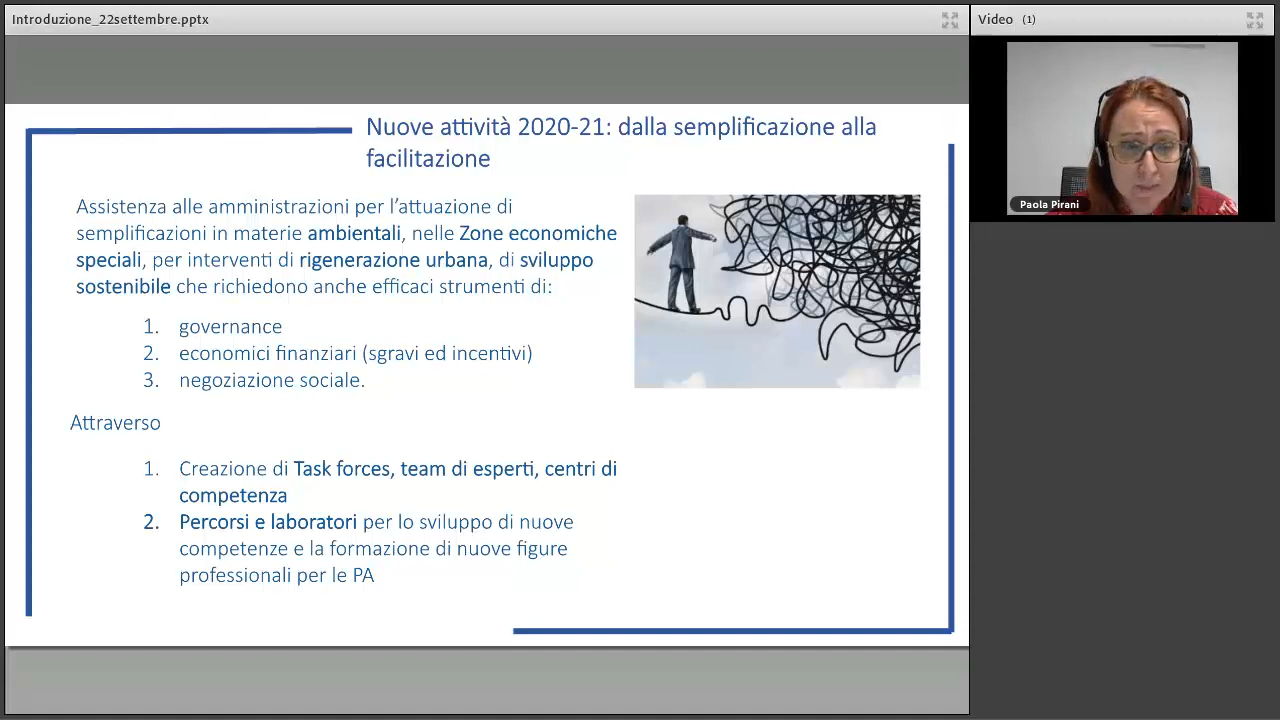 Introduzione_22settembre.pptx
Video (1)
Paola Pirani
Nuove attività 2020-21: dalla semplificazione alla
facilitazione
Assistenza alle amministrazioni per l'attuazione di
semplificazioni in materie ambientali, nelle Zone economiche
speciali, per interventi di rigenerazione urbana, di sviluppo
sostenibile che richiedono anche efficaci strumenti di:
1. governance
2. economici finanziari (sgravi ed incentivi)
3. negoziazione sociale.
Attraverso
1. Creazione di Task forces, team di esperti, centri di
competenza
2. Percorsi e laboratori per lo sviluppo di nuove
competenze e la formazione di nuove figure
professionali per le PA